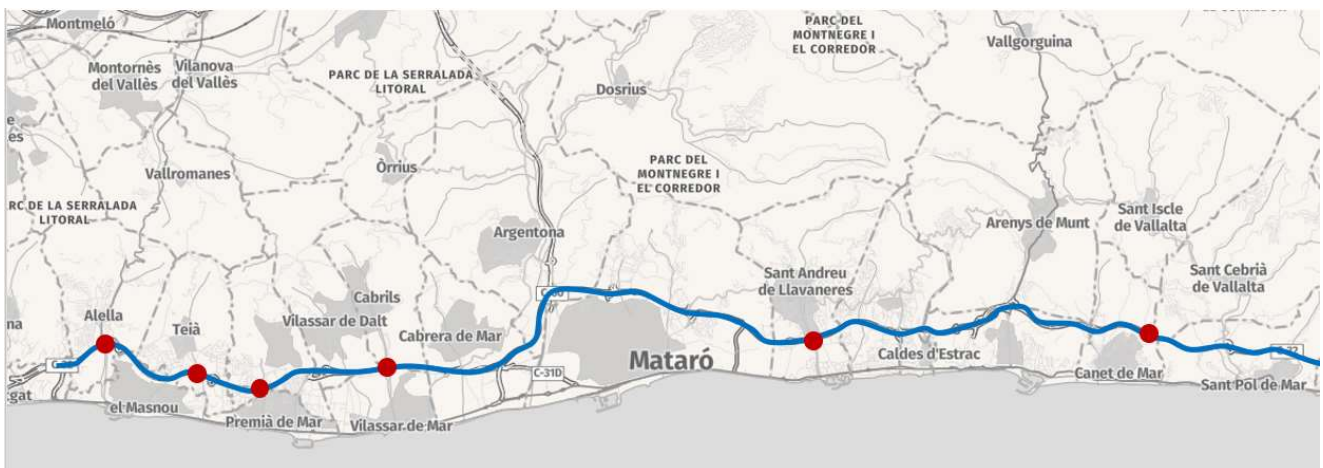 Montmeló
Montornès
del Vallès
Vilanova
del Vallès
PARC DE LA SERRALADA
LITORAL
Dosrius
PARC DEL
MONTNEGRE I
EL CORREDOR
Vallgorguina
Vallromanes
Òrrius
PARC DEL
MONTNEGRE I
EL CORREDOR
RC DE LA SERRALADA
LITORAL
Argentona
Arenys de Munt
Sant Iscle
de Vallalta
Sant Andreu
de Llavaneres
Sant Cebrià
de Vallalta
Alella
Teià
Cabrils
Vilassar de Dalt
Cabrera de Mar
Mataró
C-31D
Caldes d'Estrac
Canet de Mar
Sant Pol de Mar
el Masnou
Premià de Mar
Vilassar de Mar
gat